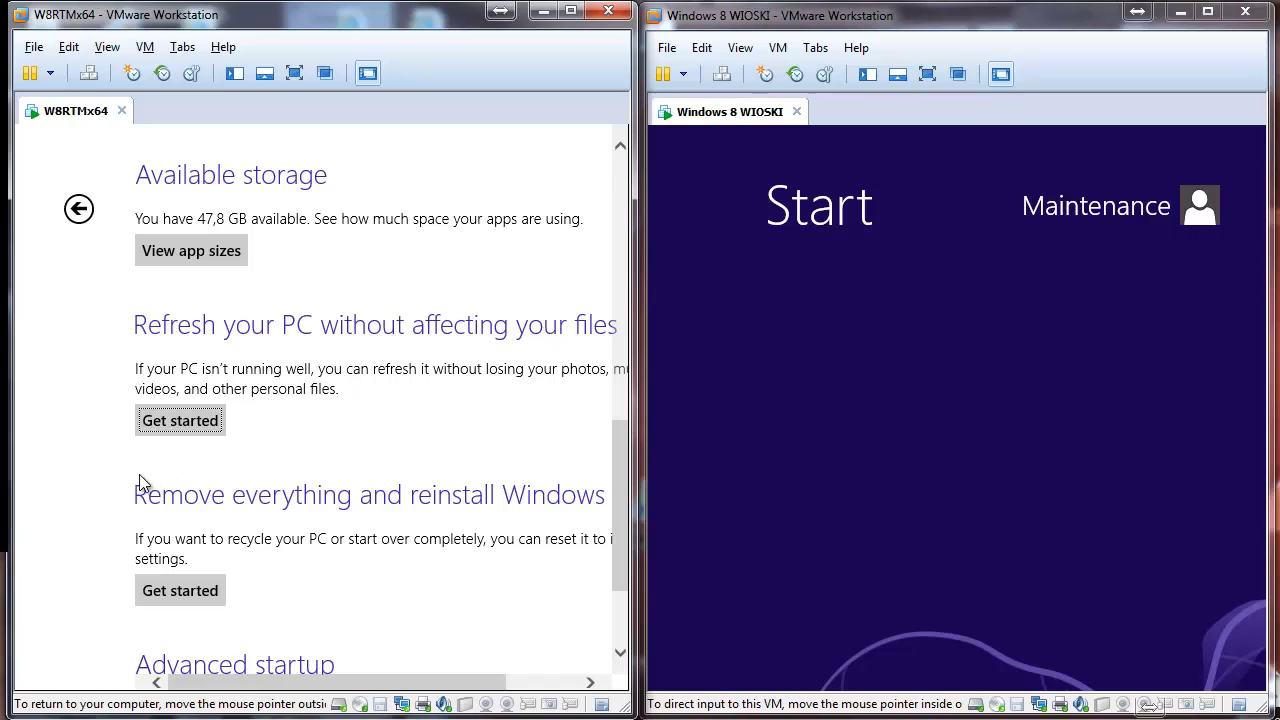 W8RTMx64 - VMware Workstation
File Edit View VM Tabs Help
W8RTMx64
Available storage
You have 47,8 GB available. See how much space your apps are using.
View app sizes
Refresh your PC without affecting your files
If your PC isn't running well, you can refresh it without losing your photos, mu
videos, and other personal files.
Get started
Remove everything and reinstall Windows
If you want to recycle your PC or start over completely, you can reset it to i
settings.
Get started
Advanced startup
To return to your computer, move the mouse pointer outsi
Windows 8 WIOSKI - VMware Workstation
File Edit View VM Tabs Help
Windows 8 WIOSKI
Start
Maintenance
To direct input to this VM, move the mouse pointer inside o